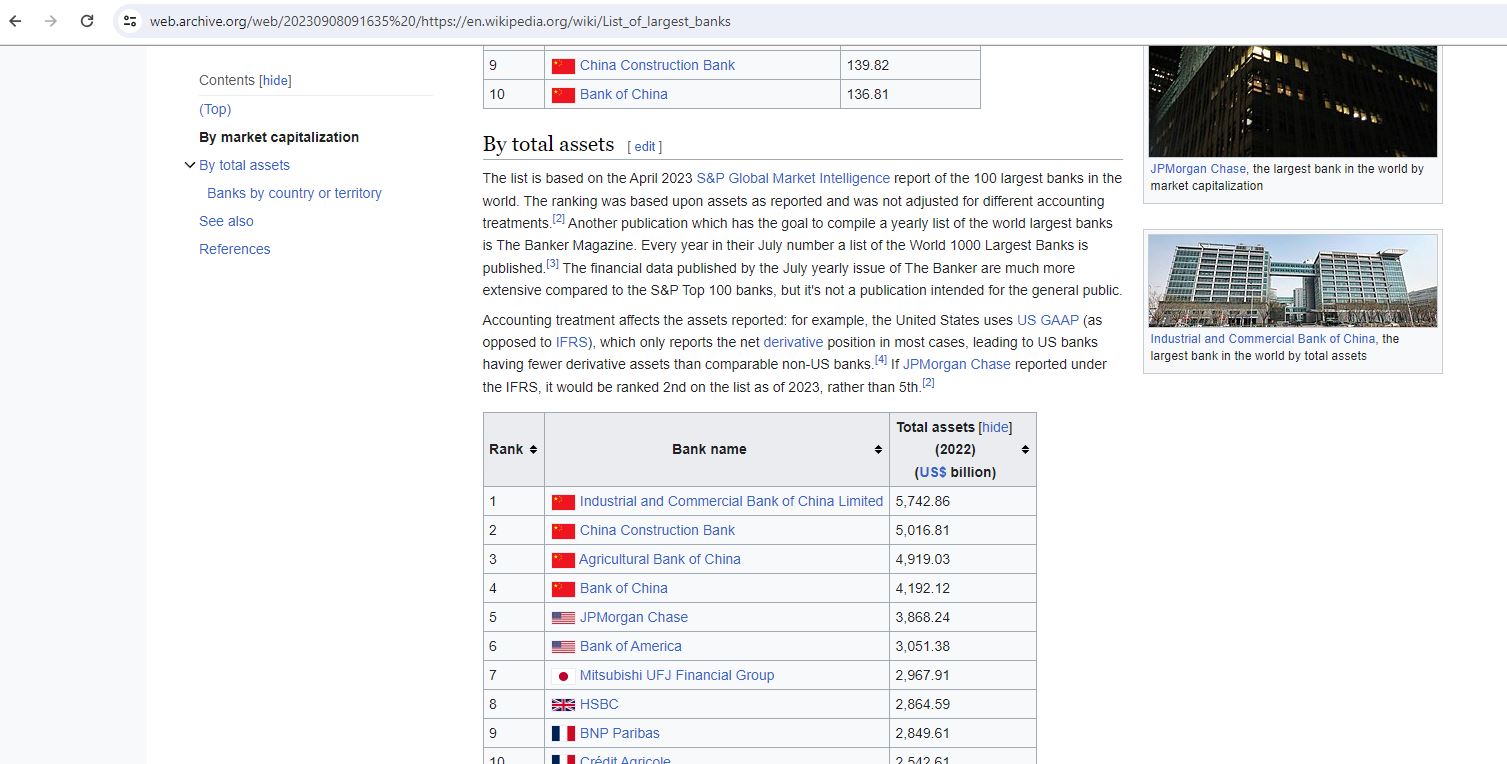 web.archive.org/web/20230908091635%20/https://en.wikipedia.org/wiki/List_of_largest_banks
Contents [hide]
(Top)
By market capitalization
By total assets
Banks by country or territory
See also
References
9 China Construction Bank 139.82
10 Bank of China 136.81
By total assets [ edit ]
The list is based on the April 2023 S&P Global Market Intelligence report of the 100 largest banks in the
world. The ranking was based upon assets as reported and was not adjusted for different accounting
treatments.[2] Another publication which has the goal to compile a yearly list of the world largest banks
is The Banker Magazine. Every year in their July number a list of the World 1000 Largest Banks is
published.[3] The financial data published by the July yearly issue of The Banker are much more
extensive compared to the S&P Top 100 banks, but it's not a publication intended for the general public.
Accounting treatment affects the assets reported: for example, the United States uses US GAAP (as
opposed to IFRS), which only reports the net derivative position in most cases, leading to US banks
having fewer derivative assets than comparable non-US banks.[4] If JPMorgan Chase reported under
the IFRS, it would be ranked 2nd on the list as of 2023, rather than 5th.[2]
Rank Bank name Total assets [hide]
(2022)
(US$ billion)
1 Industrial and Commercial Bank of China Limited 5,742.86
2 China Construction Bank 5,016.81
3 Agricultural Bank of China 4,919.03
4 Bank of China 4,192.12
5 JPMorgan Chase 3,868.24
6 Bank of America 3,051.38
7 Mitsubishi UFJ Financial Group 2,967.91
8 HSBC 2,864.59
9 BNP Paribas 2,849.61
10 Crédit Agricole 2,542.61
JPMorgan Chase, the largest bank in the world by
market capitalization
Industrial and Commercial Bank of China, the
largest bank in the world by total assets